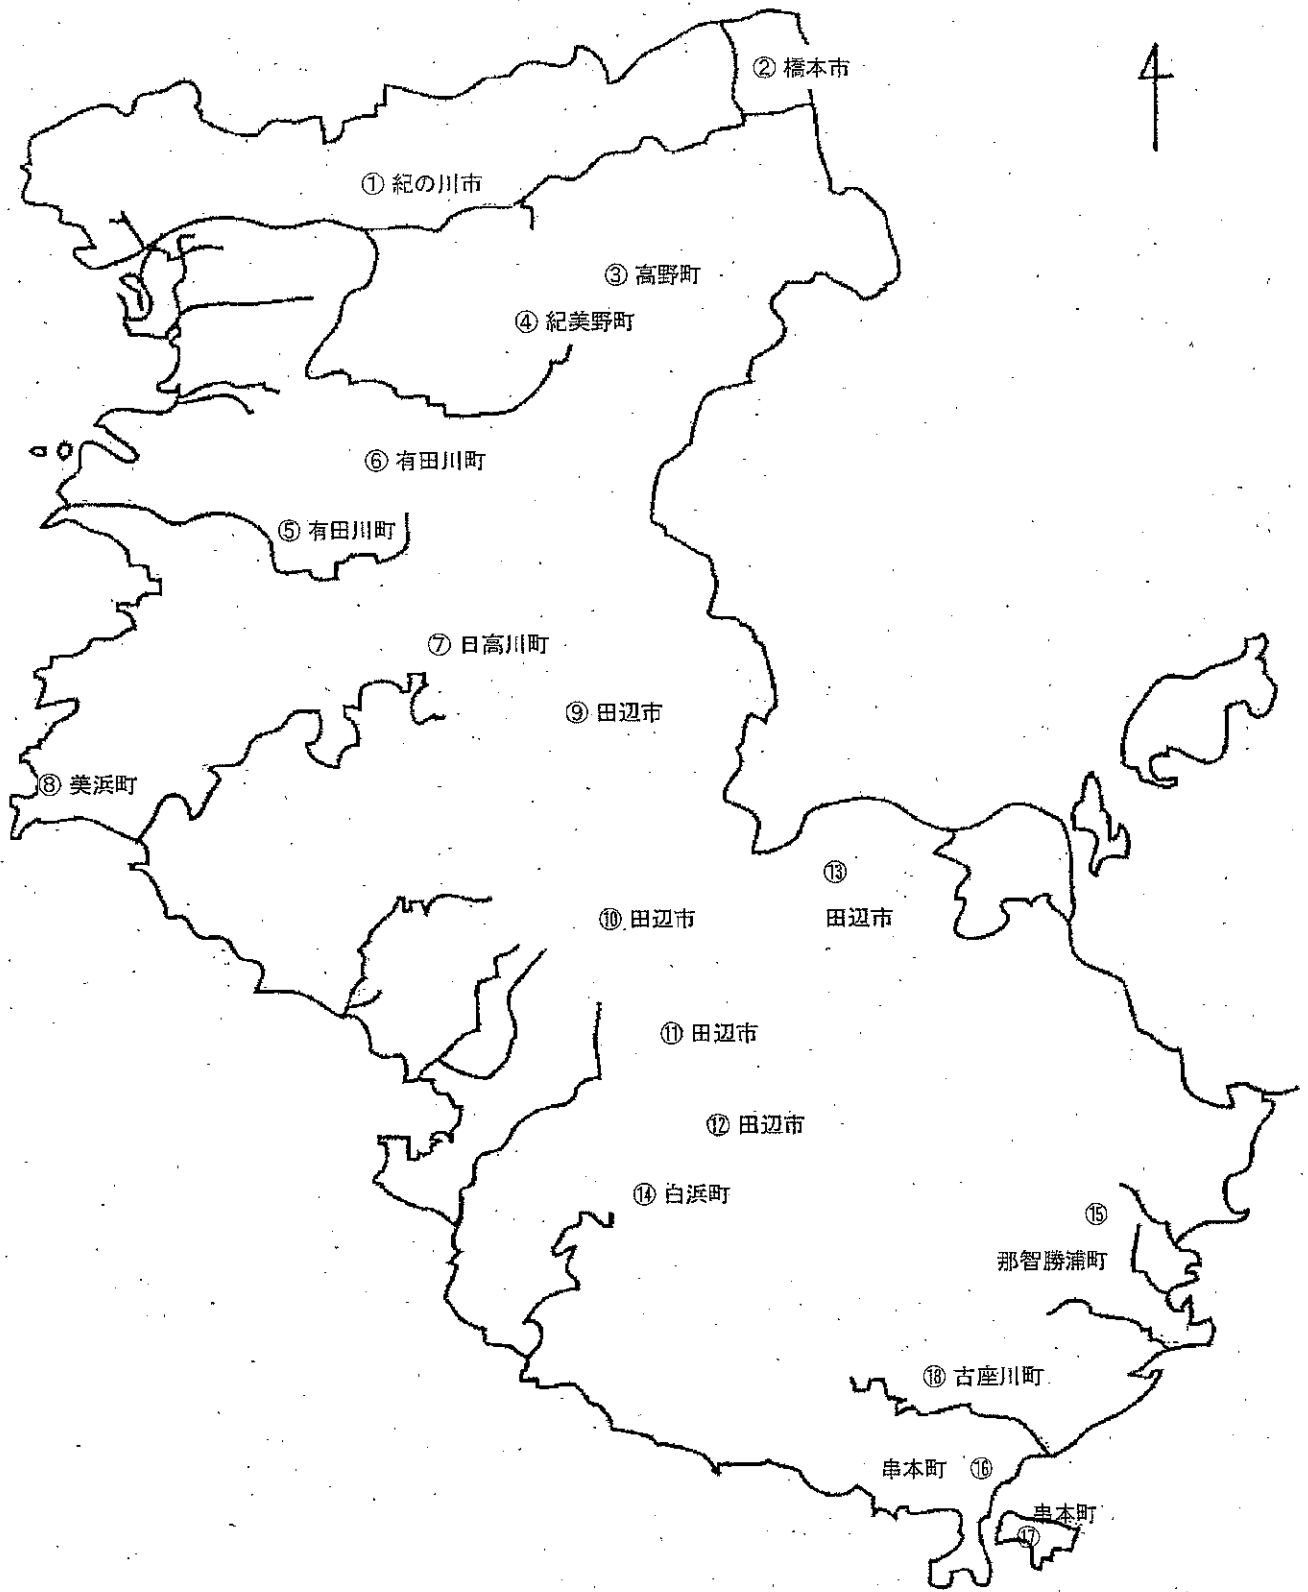 ② 橋本市
① 紀の川市
③ 高野町
④ 紀美野町
⑥ 有田川町
⑤ 有田川町
⑦ 日高川町
⑨ 田辺市
⑧ 美浜町
⑬
田辺市
⑩ 田辺市
⑪ 田辺市
⑫ 田辺市
⑭ 白浜町
⑮
那智勝浦町
⑱ 古座川町
串本町 ⑯
串本町
⑰